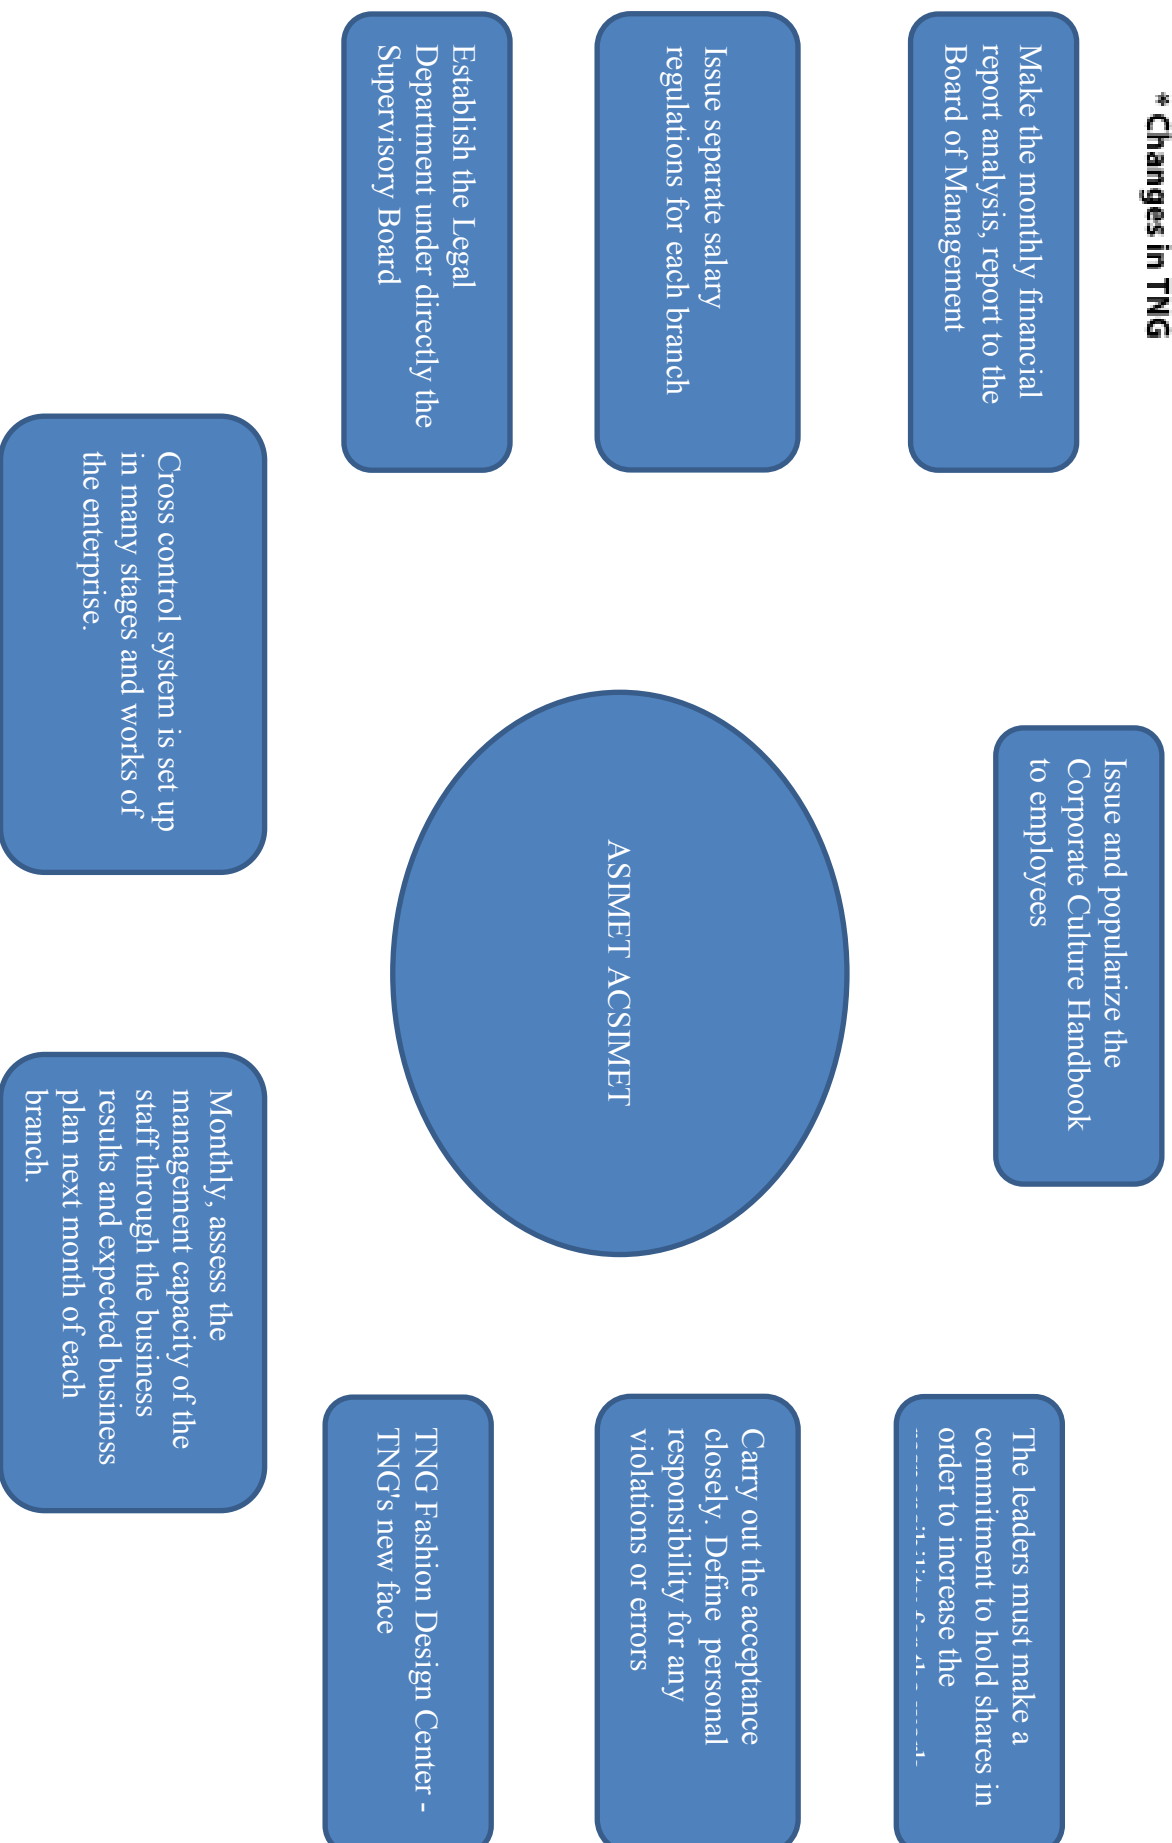 * Changes in TNG
Issue and popularize the
Corporate Culture Handbook
to employees
Make the monthly financial
report analysis, report to the
Board of Management
The leaders must make a
commitment to hold shares in
order to increase the
Issue separate salary
regulations for each branch
ASIMET ACSIMET
Carry out the acceptance
closely. Define personal
responsibility for any
violations or errors
Establish the Legal
Department under directly the
Supervisory Board
TNG Fashion Design Center -
TNG's new face
Cross control system is set up
in many stages and works of
the enterprise.
Monthly, assess the
management capacity of the
staff through the business
results and expected business
plan next month of each
branch.